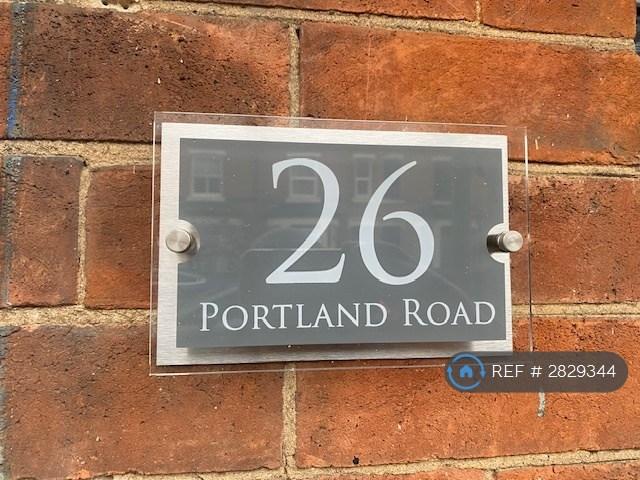 26
PORTLAND ROAD
REF # 2829344